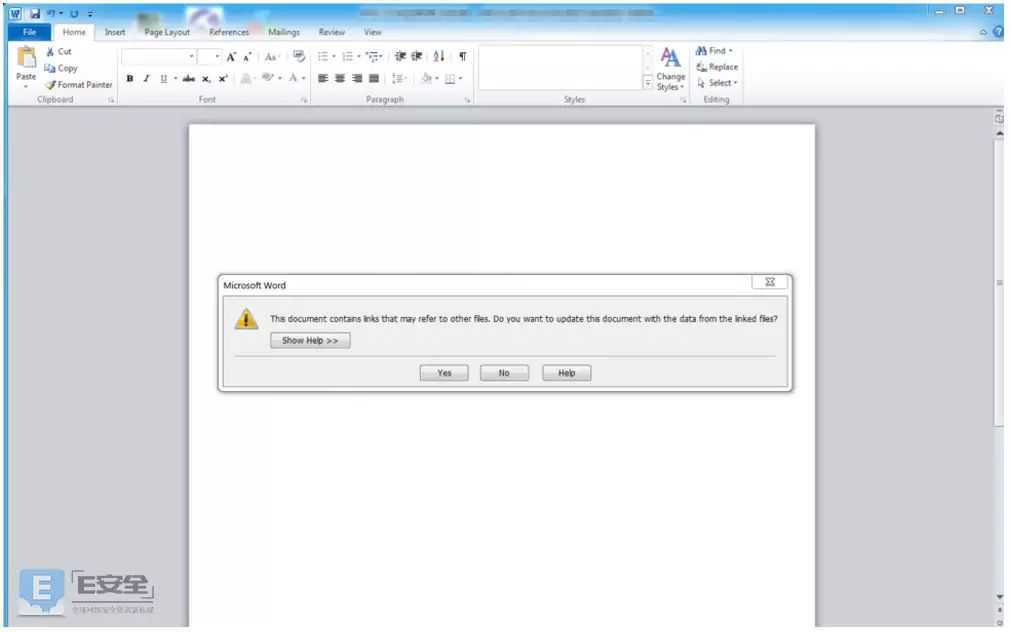 File Home Insert Page Layout References Mailings Review View
Cut
Copy
Format Painter
Paste
Clipboard
Aa
B I U abc x₂ x²
Font
Paragraph
Styles
Change
Styles
Find
Replace
Select
Editing
Microsoft Word
This document contains links that may refer to other files. Do you want to update this document with the data from the linked files?
Show Help >>
Yes No Help
E
E安全